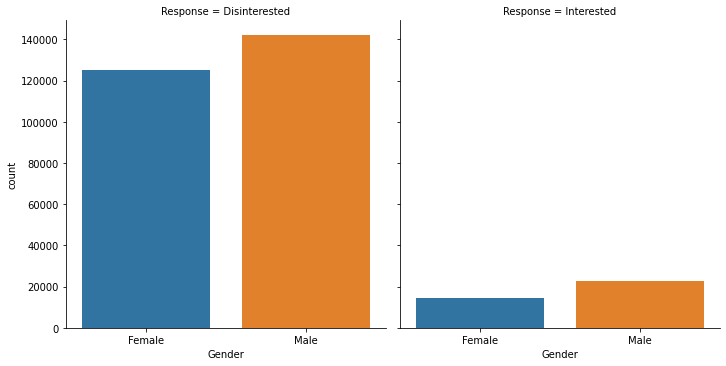 Response = Disinterested
Response = Interested
140000
120000
100000
80000
60000
40000
20000
0
count
Female
Male
Gender
Female
Male
Gender